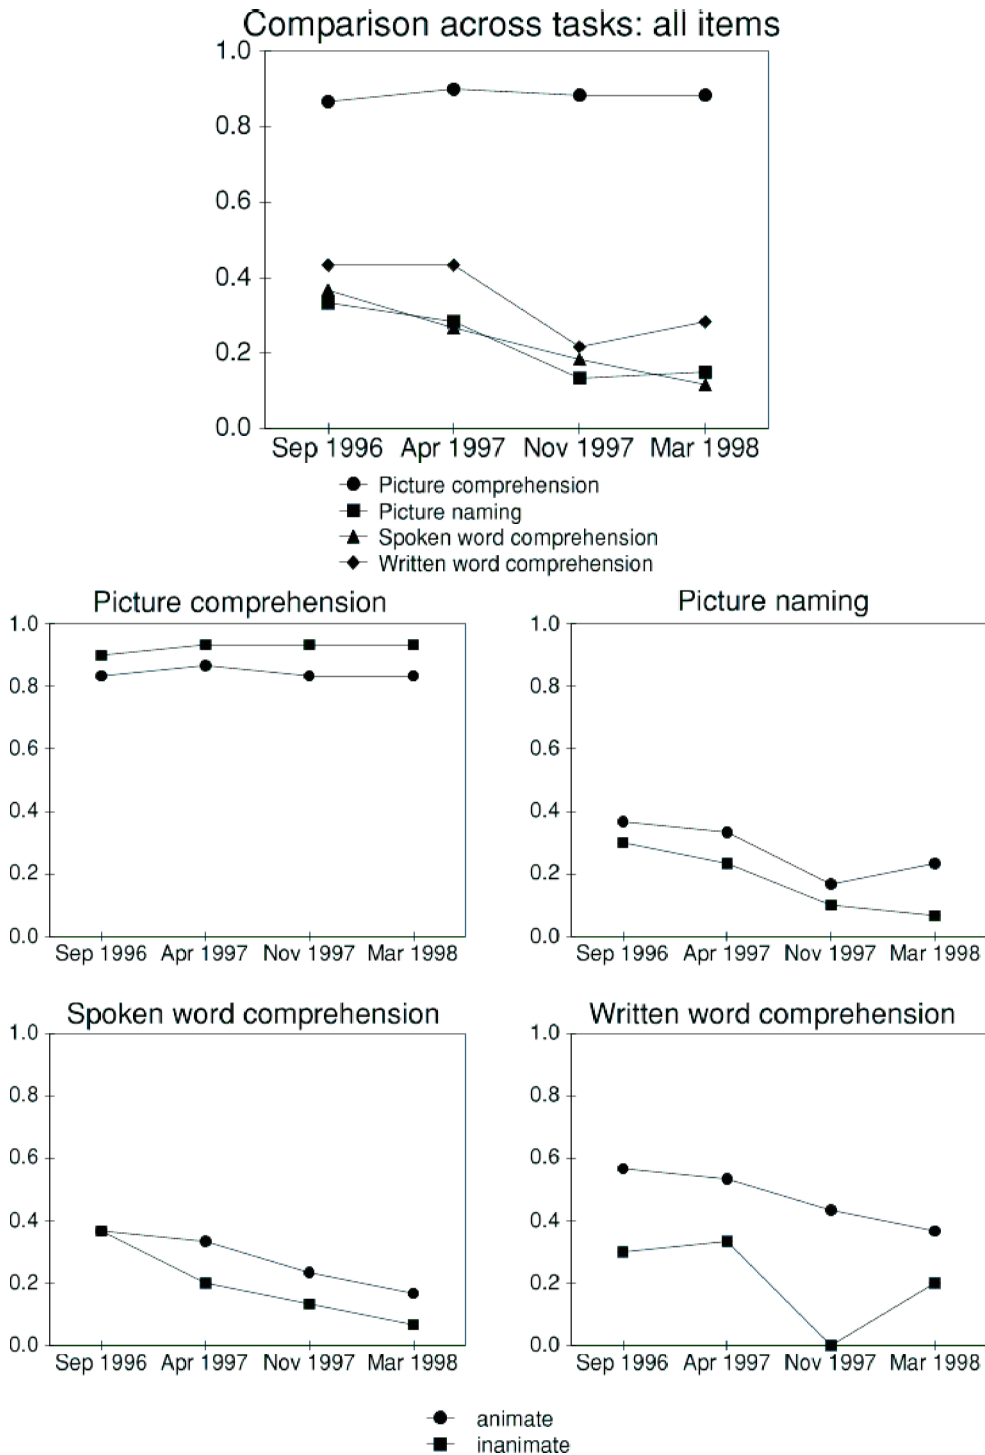 Comparison across tasks: all items
1.0
0.8
0.6
0.4
0.2
0.0
Sep 1996 Apr 1997 Nov 1997 Mar 1998
Picture comprehension
Picture naming
Spoken word comprehension
Written word comprehension
Picture comprehension
1.0
0.8
0.6
0.4
0.2
0.0
Sep 1996 Apr 1997 Nov 1997 Mar 1998
Picture naming
1.0
0.8
0.6
0.4
0.2
0.0
Sep 1996 Apr 1997 Nov 1997 Mar 1998
Spoken word comprehension
1.0
0.8
0.6
0.4
0.2
0.0
Sep 1996 Apr 1997 Nov 1997 Mar 1998
Written word comprehension
1.0
0.8
0.6
0.4
0.2
0.0
Sep 1996 Apr 1997 Nov 1997 Mar 1998
animate
inanimate